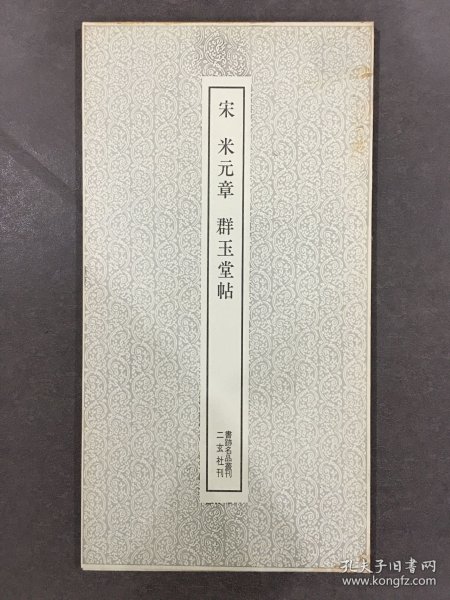 宋 米元章 群玉堂帖
書跡名品叢刊
二玄社刊
孔夫子旧书网
www.kongfz.com